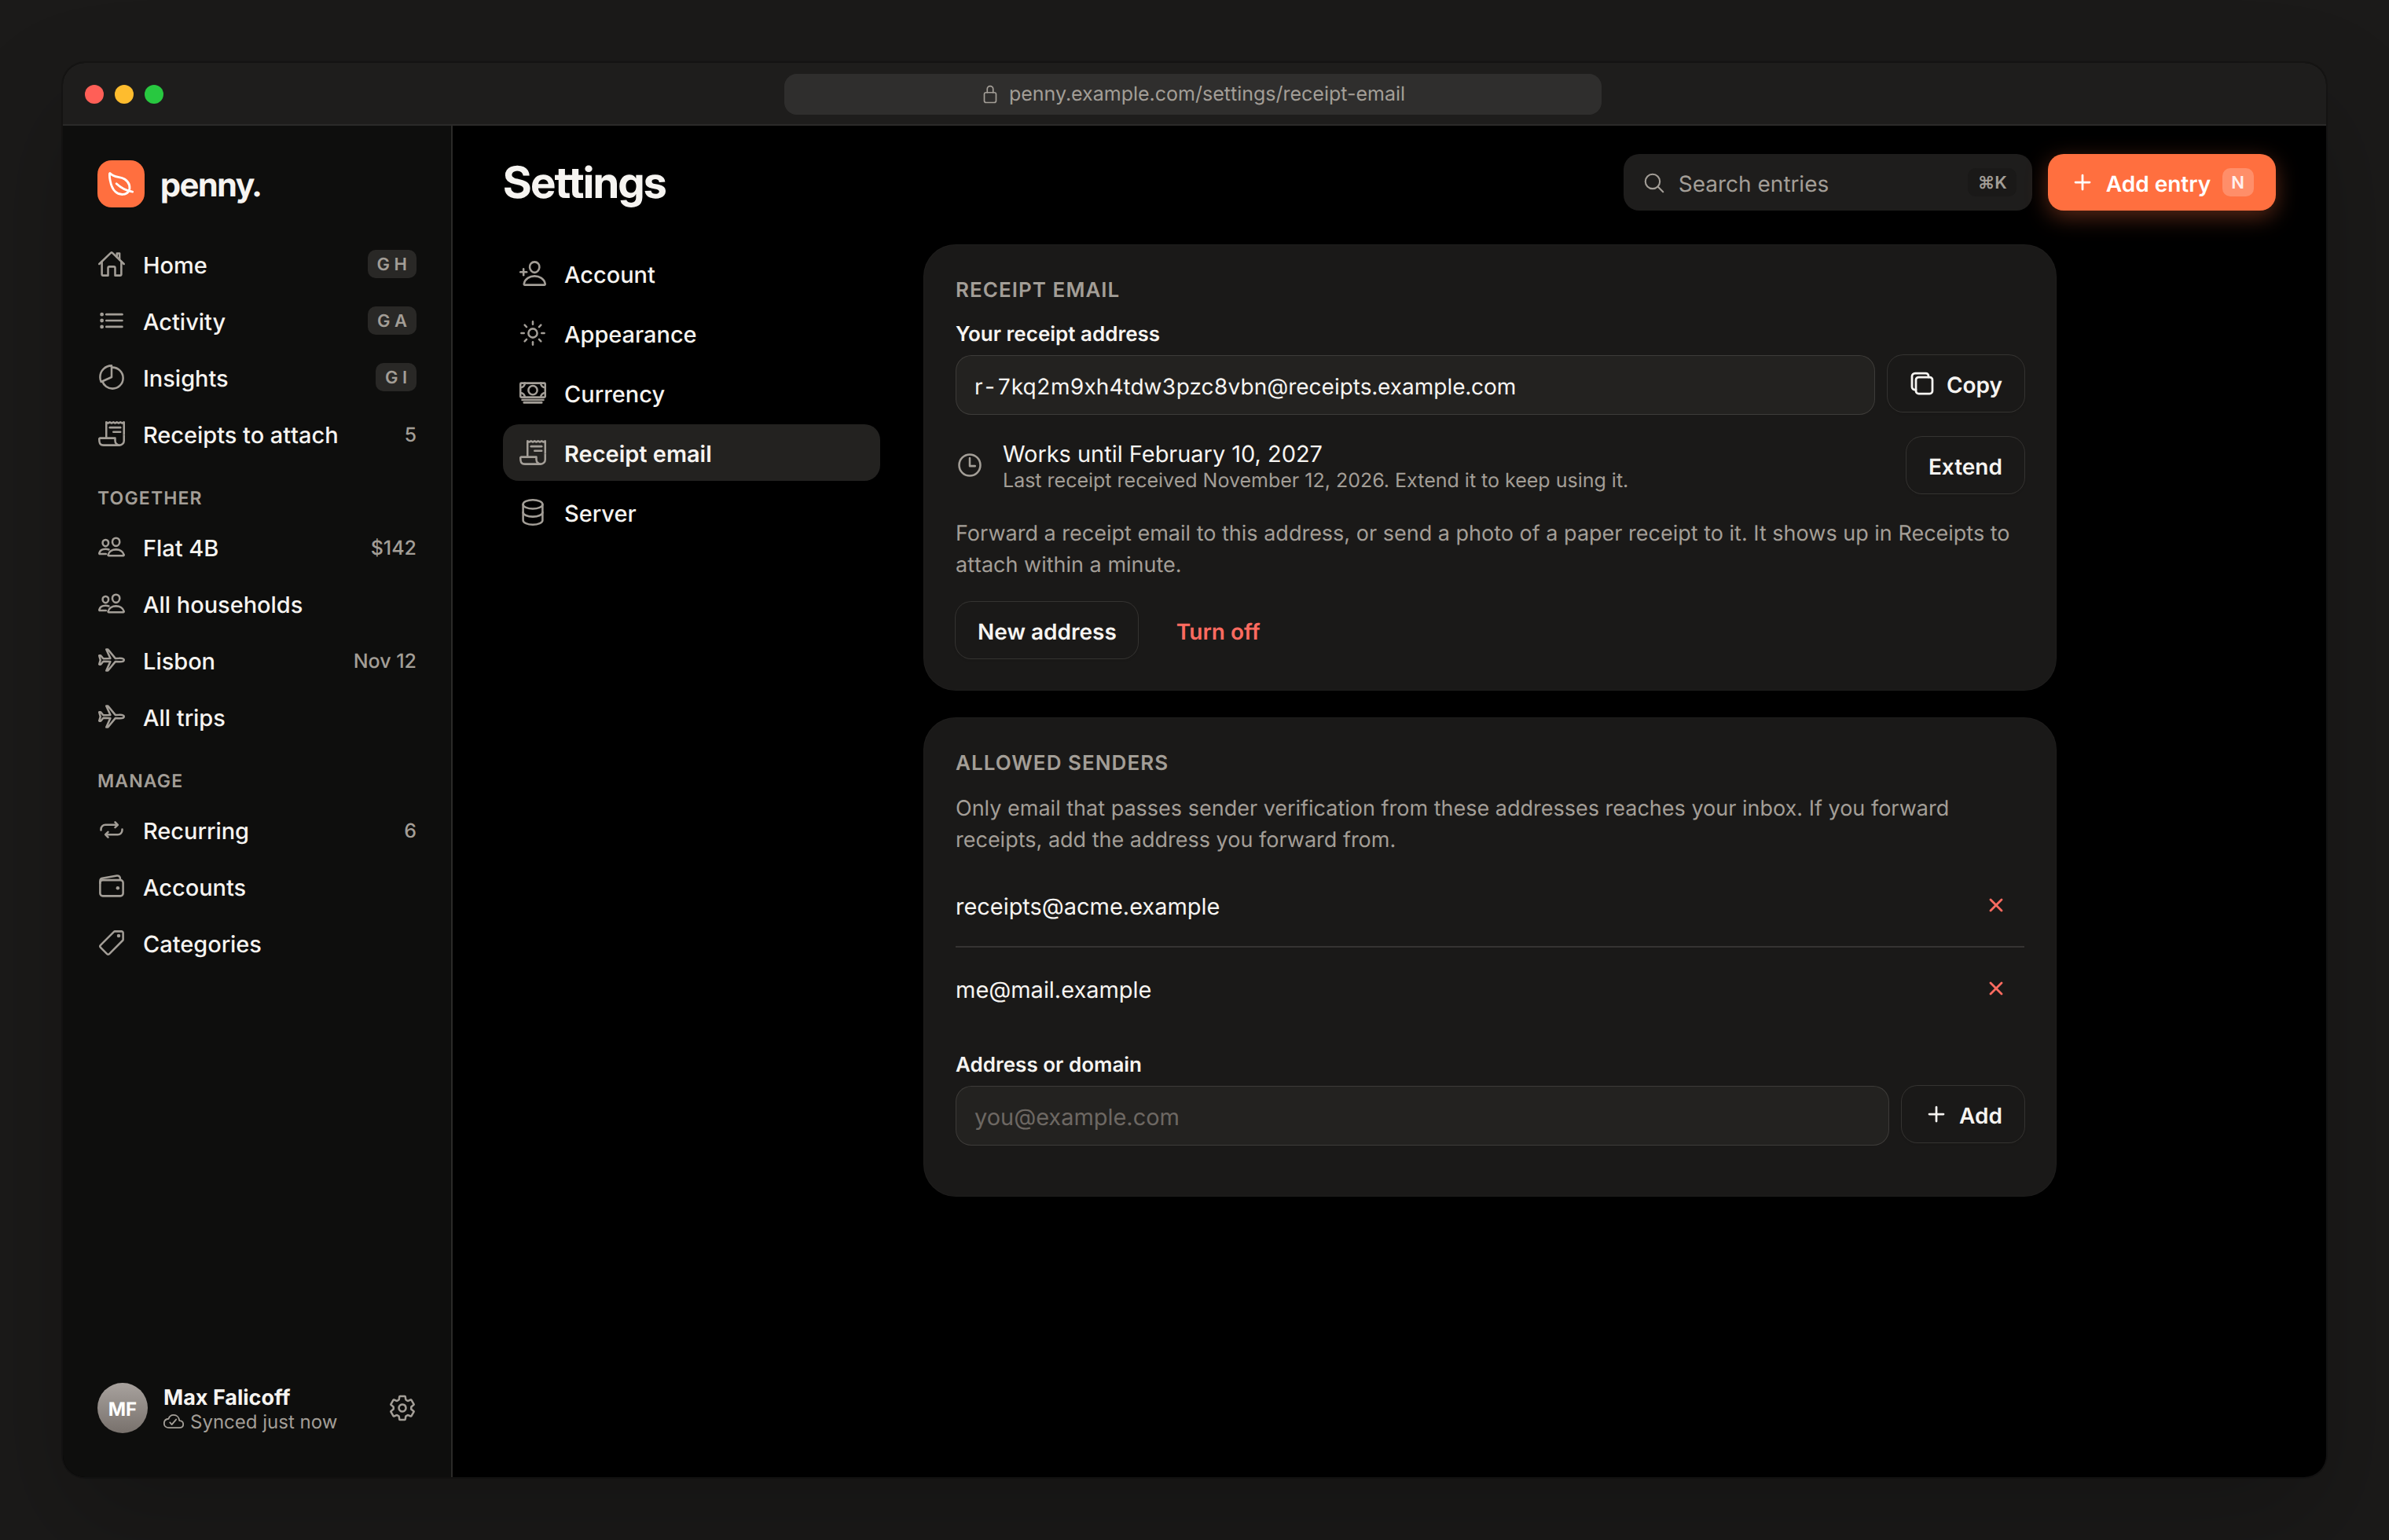 penny.example.com/settings/receipt-email
penny.
Home G H
Activity G A
Insights G I
Receipts to attach 5
TOGETHER
Flat 4B $142
All households
Lisbon Nov 12
All trips
MANAGE
Recurring 6
Accounts
Categories
MF
Max Falicoff
Synced just now
Settings
Search entries ⌘K
+ Add entry N
Account
Appearance
Currency
Receipt email
Server
RECEIPT EMAIL
Your receipt address
r-7kq2m9xh4tdw3pzc8vbn@receipts.example.com
Copy
Works until February 10, 2027
Last receipt received November 12, 2026. Extend it to keep using it.
Extend
Forward a receipt email to this address, or send a photo of a paper receipt to it. It shows up in Receipts to
attach within a minute.
New address
Turn off
ALLOWED SENDERS
Only email that passes sender verification from these addresses reaches your inbox. If you forward
receipts, add the address you forward from.
receipts@acme.example
me@mail.example
Address or domain
you@example.com
+ Add